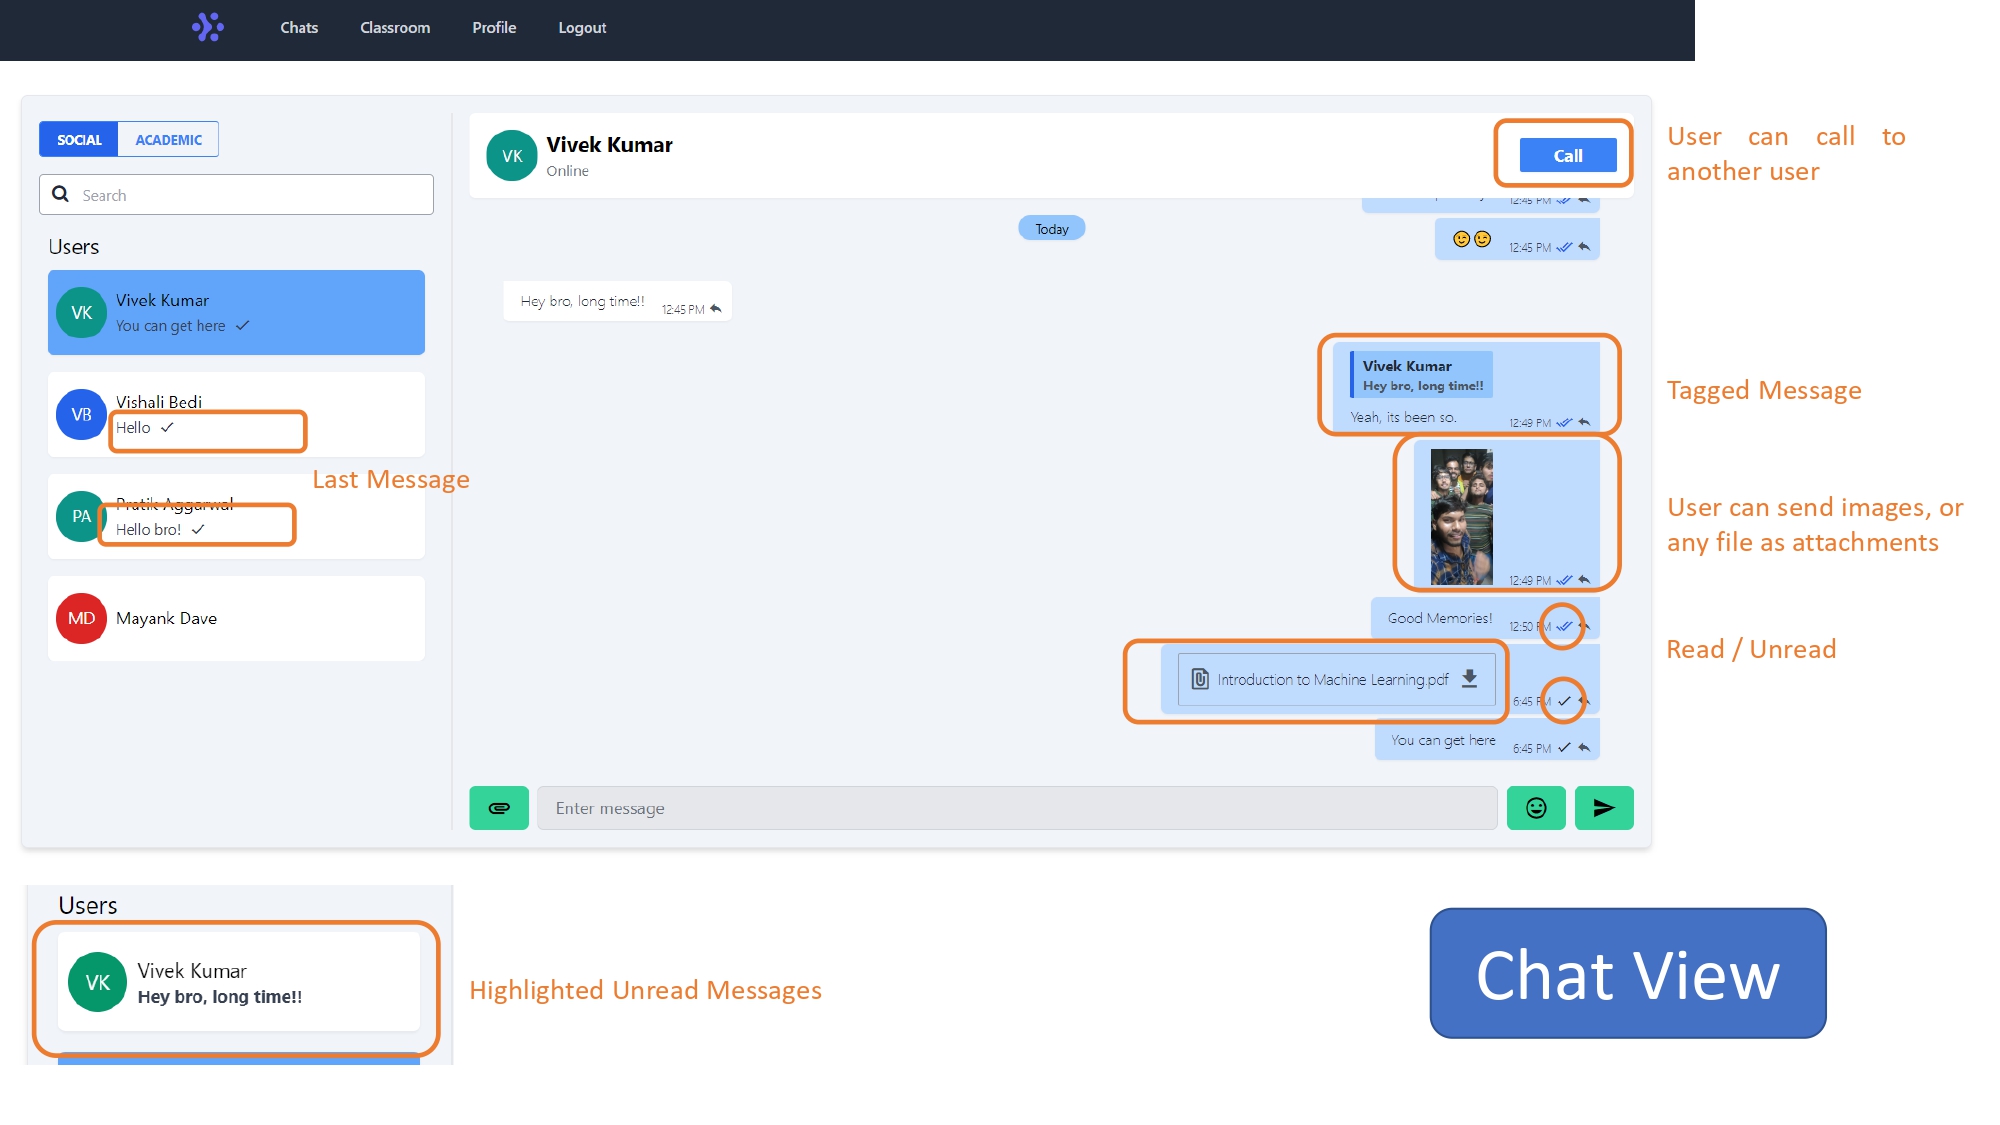 Chats Classroom Profile Logout
SOCIAL ACADEMIC
Search
Users
VK Vivek Kumar
You can get here
VB Vishali Bedi
Hello
Last Message
PA Pratik Aggarwal
Hello bro!
MD Mayank Dave
VK Vivek Kumar
Online
Call
User can call to
another user
12:45 PM
Today
12:45 PM
Hey bro, long time!! 12:45 PM
Vivek Kumar
Hey bro, long time!!
Yeah, its been so. 12:49 PM
Tagged Message
12:49 PM
User can send images, or
any file as attachments
Good Memories! 12:50 PM
Read / Unread
Introduction to Machine Learning.pdf
6:45 PM
You can get here 6:45 PM
Enter message
Users
VK Vivek Kumar
Hey bro, long time!!
Highlighted Unread Messages
Chat View